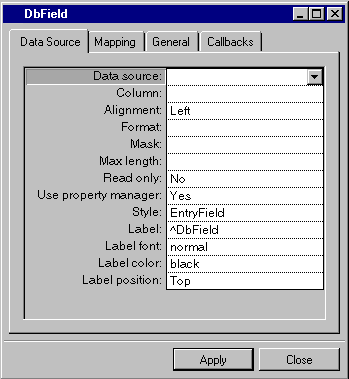 DbField
Data Source Mapping General Callbacks
Data source:
Column:
Alignment: Left
Format:
Mask:
Max length:
Read only: No
Use property manager: Yes
Style: EntryField
Label: ^DbField
Label font: normal
Label color: black
Label position: Top
Apply Close